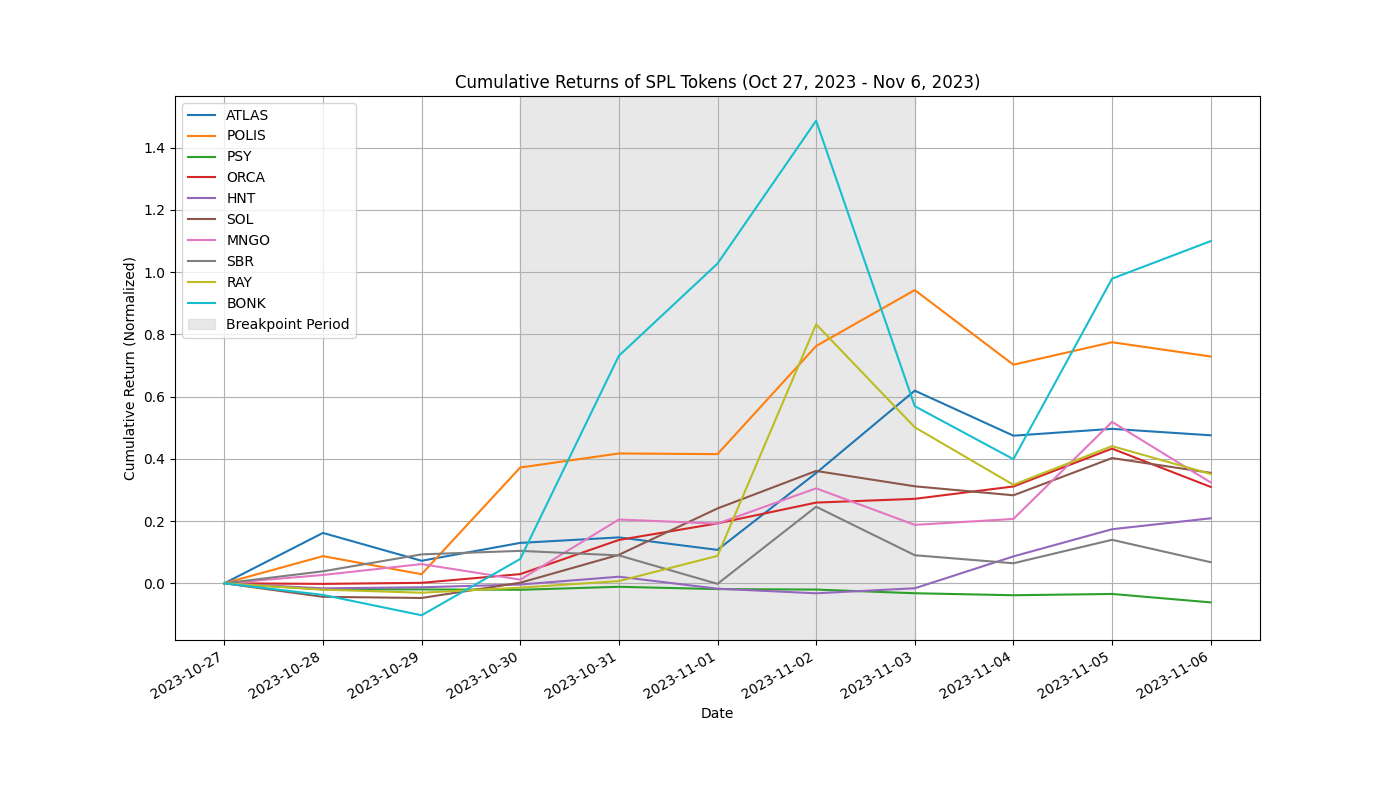 Cumulative Returns of SPL Tokens (Oct 27, 2023 - Nov 6, 2023)
ATLAS
POLIS
PSY
ORCA
HNT
SOL
MNGO
SBR
RAY
BONK
Breakpoint Period
Cumulative Return (Normalized)
1.4
1.2
1.0
0.8
0.6
0.4
0.2
0.0
2023-10-27
2023-10-28
2023-10-29
2023-10-30
2023-10-31
2023-11-01
2023-11-02
2023-11-03
2023-11-04
2023-11-05
2023-11-06
Date